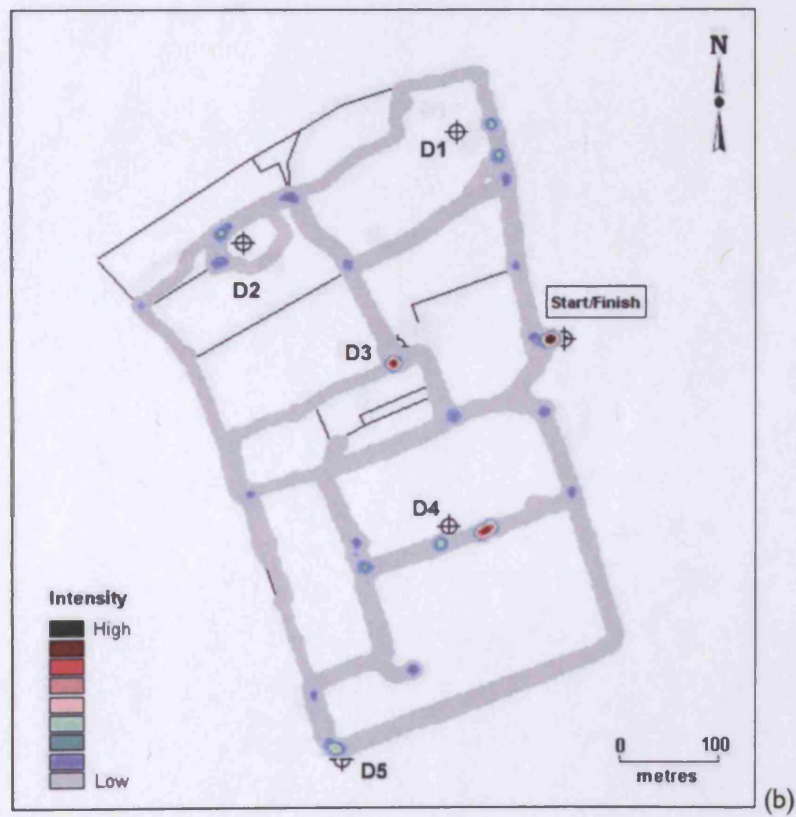 N
D1
D2
Start/Finish
D3
D4
Intensity
High
Low
0 100
metres
D5
(b)